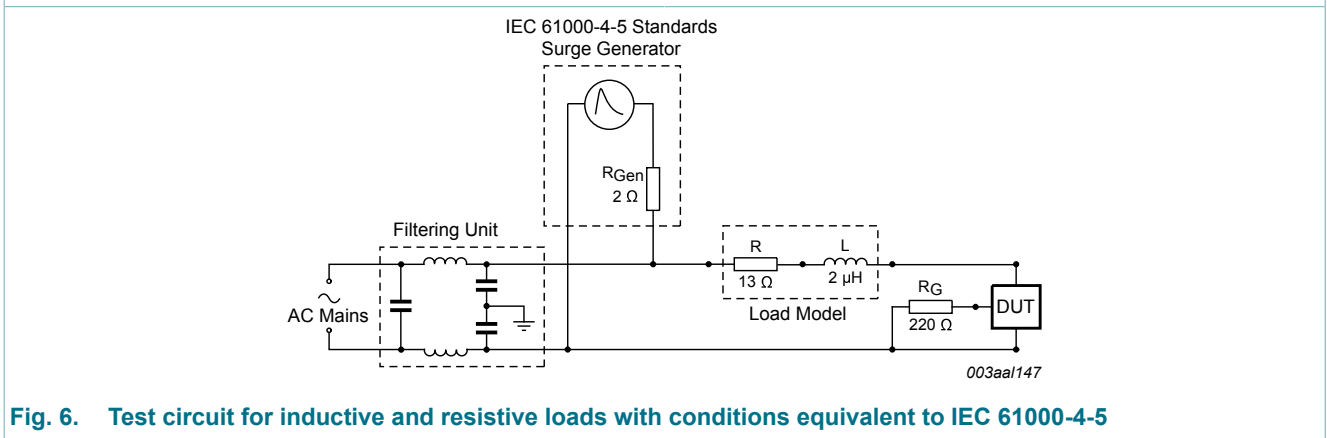 IEC 61000-4-5 Standards
Surge Generator
RGen
2 Ω
Filtering Unit
AC Mains
R
13 Ω
L
2 μH
Load Model
RG
220 Ω
DUT
003aal147
Fig. 6. Test circuit for inductive and resistive loads with conditions equivalent to IEC 61000-4-5